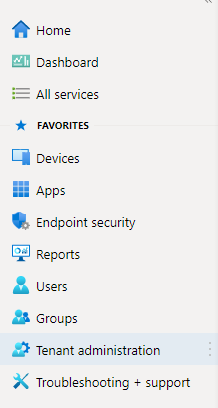 Home
Dashboard
All services
FAVORITES
Devices
Apps
Endpoint security
Reports
Users
Groups
Tenant administration
Troubleshooting + support